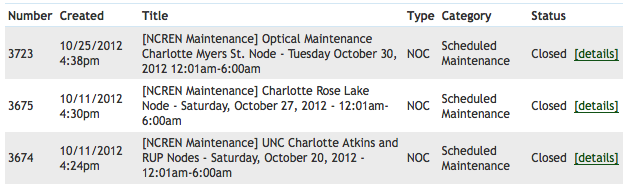 Number Created Title Type Category Status
3723 10/25/2012 4:38pm [NCREN Maintenance] Optical Maintenance Charlotte Myers St. Node - Tuesday October 30, 2012 12:01am-6:00am NOC Scheduled Maintenance Closed [details]
3675 10/11/2012 4:30pm [NCREN Maintenance] Charlotte Rose Lake Node - Saturday, October 27, 2012 - 12:01am-6:00am NOC Scheduled Maintenance Closed [details]
3674 10/11/2012 4:24pm [NCREN Maintenance] UNC Charlotte Atkins and RUP Nodes - Saturday, October 20, 2012 - 12:01am-6:00am NOC Scheduled Maintenance Closed [details]